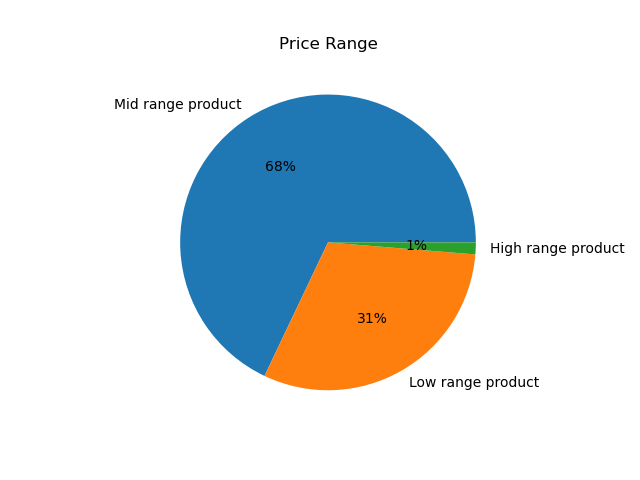 Price Range
Mid range product
68%
1%
High range product
31%
Low range product